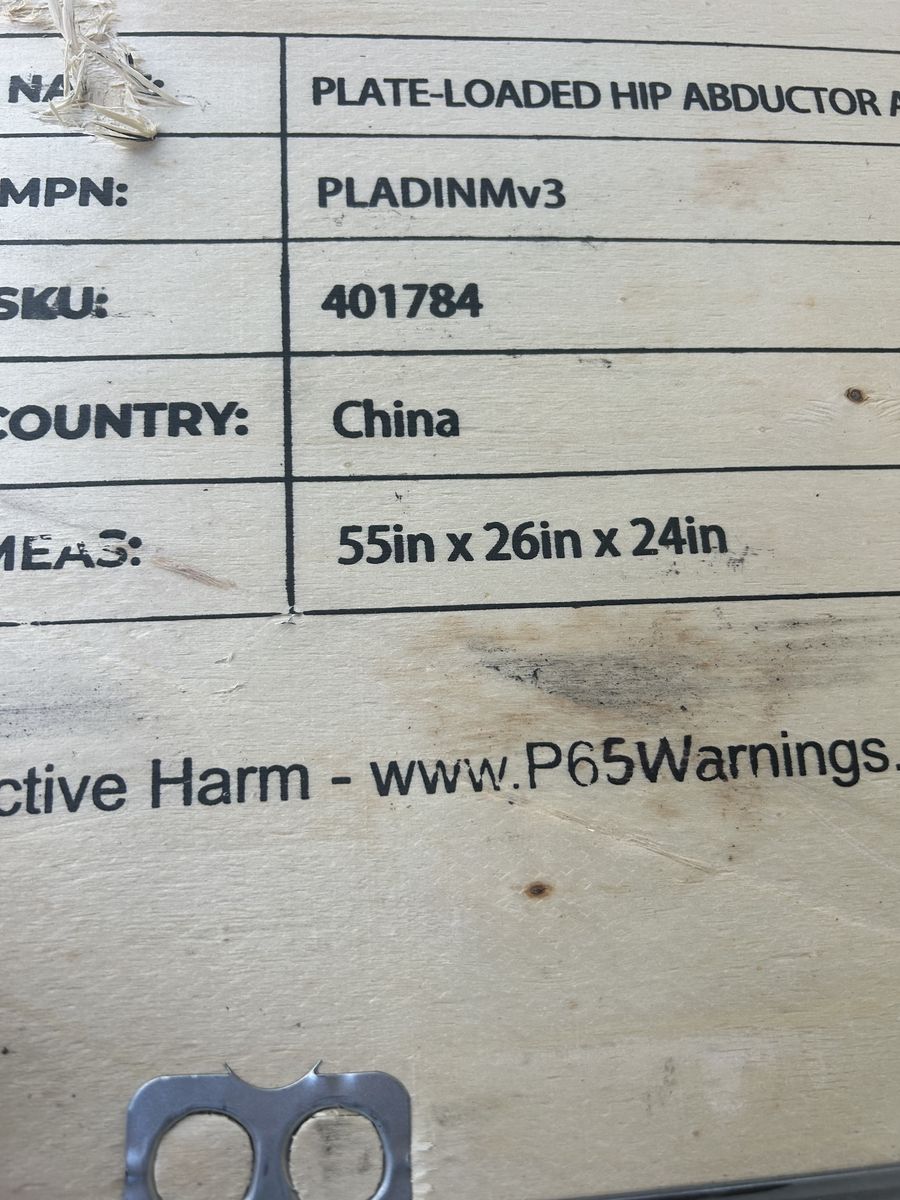 PLATE-LOADED HIP ABDUCTOR
MPN: PLADINMv3
SKU: 401784
COUNTRY: China
MEAS: 55in x 26in x 24in
ctive Harm - www.P65Warnings.